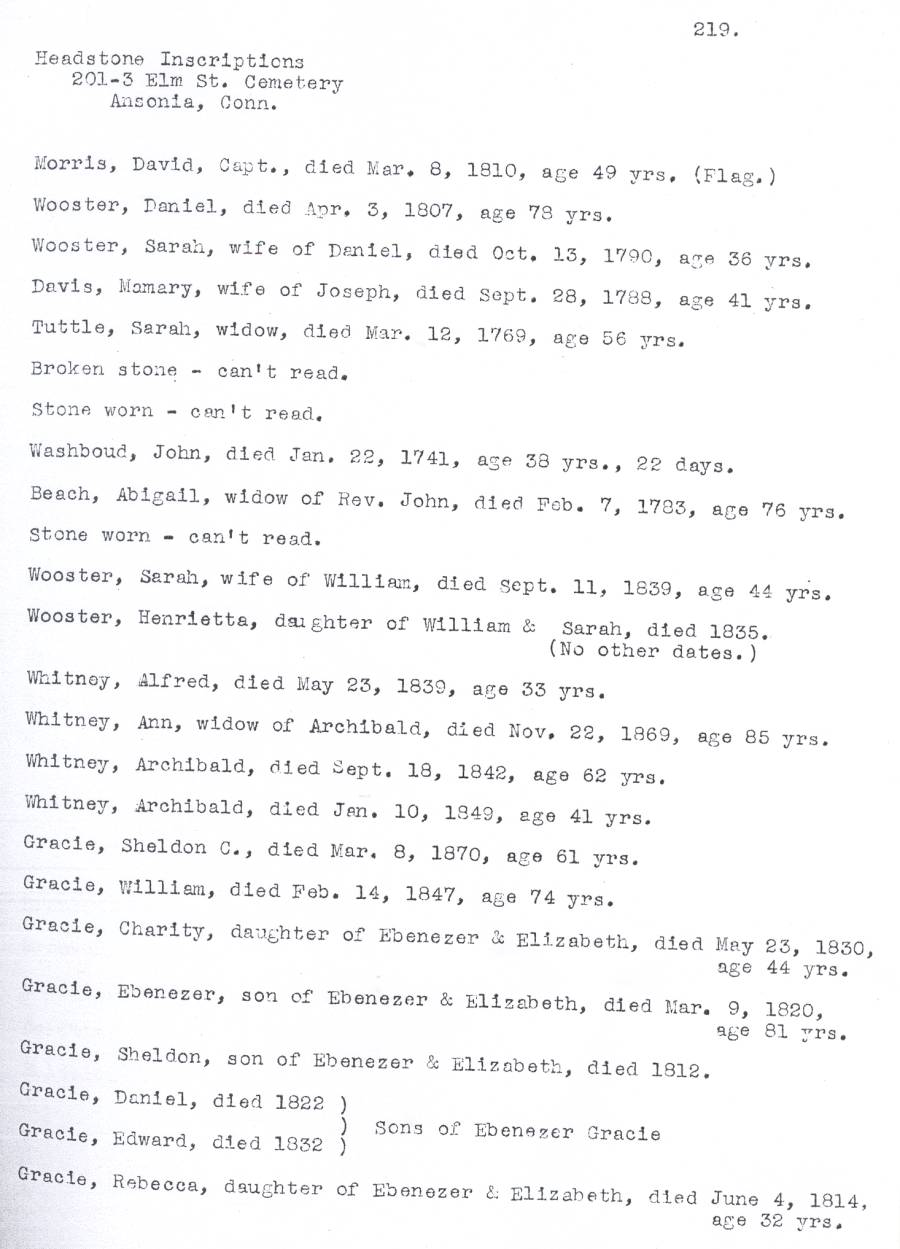 219.
Headstone Inscriptions
201-3 Elm St. Cemetery
Ansonia, Conn.
Morris, David, Capt., died Mar. 8, 1810, age 49 yrs. (Flag.)
Wooster, Daniel, died Apr. 3, 1807, age 78 yrs.
Wooster, Sarah, wife of Daniel, died Oct. 13, 1790, age 36 yrs.
Davis, Mamary, wife of Joseph, died Sept. 28, 1788, age 41 yrs.
Tuttle, Sarah, widow, died Mar. 12, 1769, age 56 yrs.
Broken stone - can't read.
Stone worn - can't read.
Washboud, John, died Jan. 22, 1741, age 38 yrs., 22 days.
Beach, Abigail, widow of Rev. John, died Feb. 7, 1783, age 76 yrs.
Stone worn - can't read.
Wooster, Sarah, wife of William, died Sept. 11, 1839, age 44 yrs.
Wooster, Henrietta, daughter of William & Sarah, died 1835.
(No other dates.)
Whitney, Alfred, died May 23, 1839, age 33 yrs.
Whitney, Ann, widow of Archibald, died Nov. 22, 1869, age 85 yrs.
Whitney, Archibald, died Sept. 18, 1842, age 62 yrs.
Whitney, Archibald, died Jan. 10, 1849, age 41 yrs.
Gracie, Sheldon C., died Mar. 8, 1870, age 61 yrs.
Gracie, William, died Feb. 14, 1847, age 74 yrs.
Gracie, Charity, daughter of Ebenezer & Elizabeth, died May 23, 1830,
age 44 yrs.
Gracie, Ebenezer, son of Ebenezer & Elizabeth, died Mar. 9, 1820,
age 81 yrs.
Gracie, Sheldon, son of Ebenezer & Elizabeth, died 1812.
Gracie, Daniel, died 1822 )
) Sons of Ebenezer Gracie
Gracie, Edward, died 1832 )
Gracie, Rebecca, daughter of Ebenezer & Elizabeth, died June 4, 1814,
age 32 yrs.